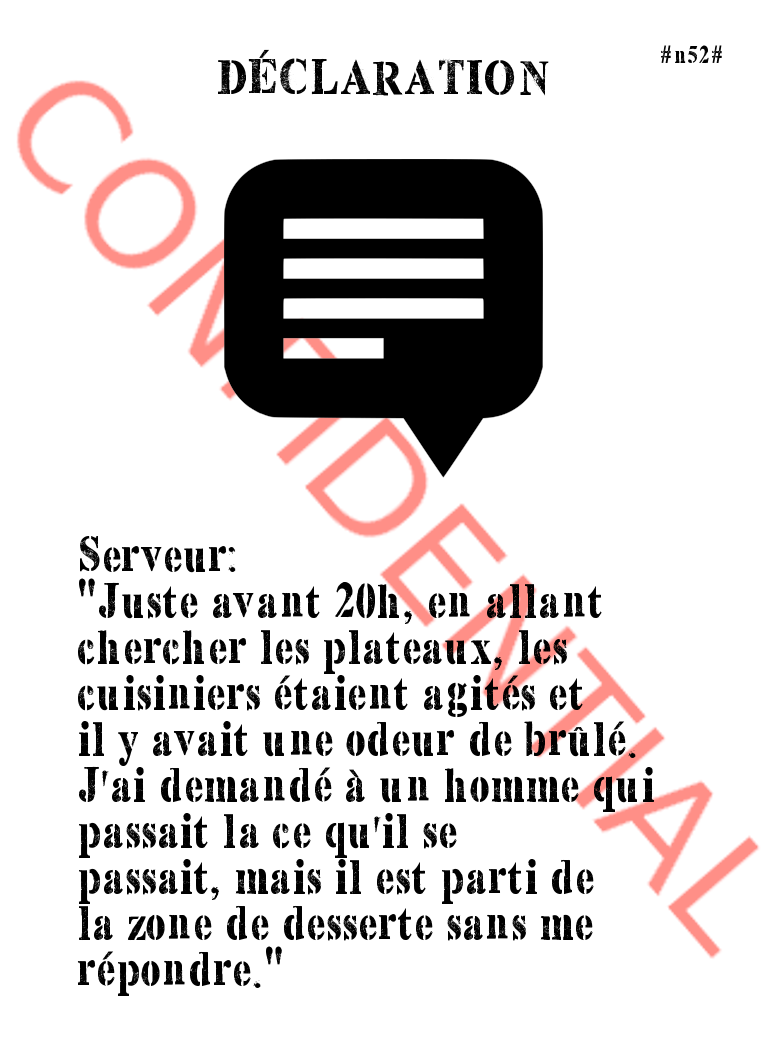 #n52#
DÉCLARATION
CONFIDENTIAL
Serveur:
"Juste avant 20h, en allant
chercher les plateaux, les
cuisiniers étaient agités et
il y avait une odeur de brûlé.
J'ai demandé à un homme qui
passait la ce qu'il se
passait, mais il est parti de
la zone de desserte sans me
répondre."